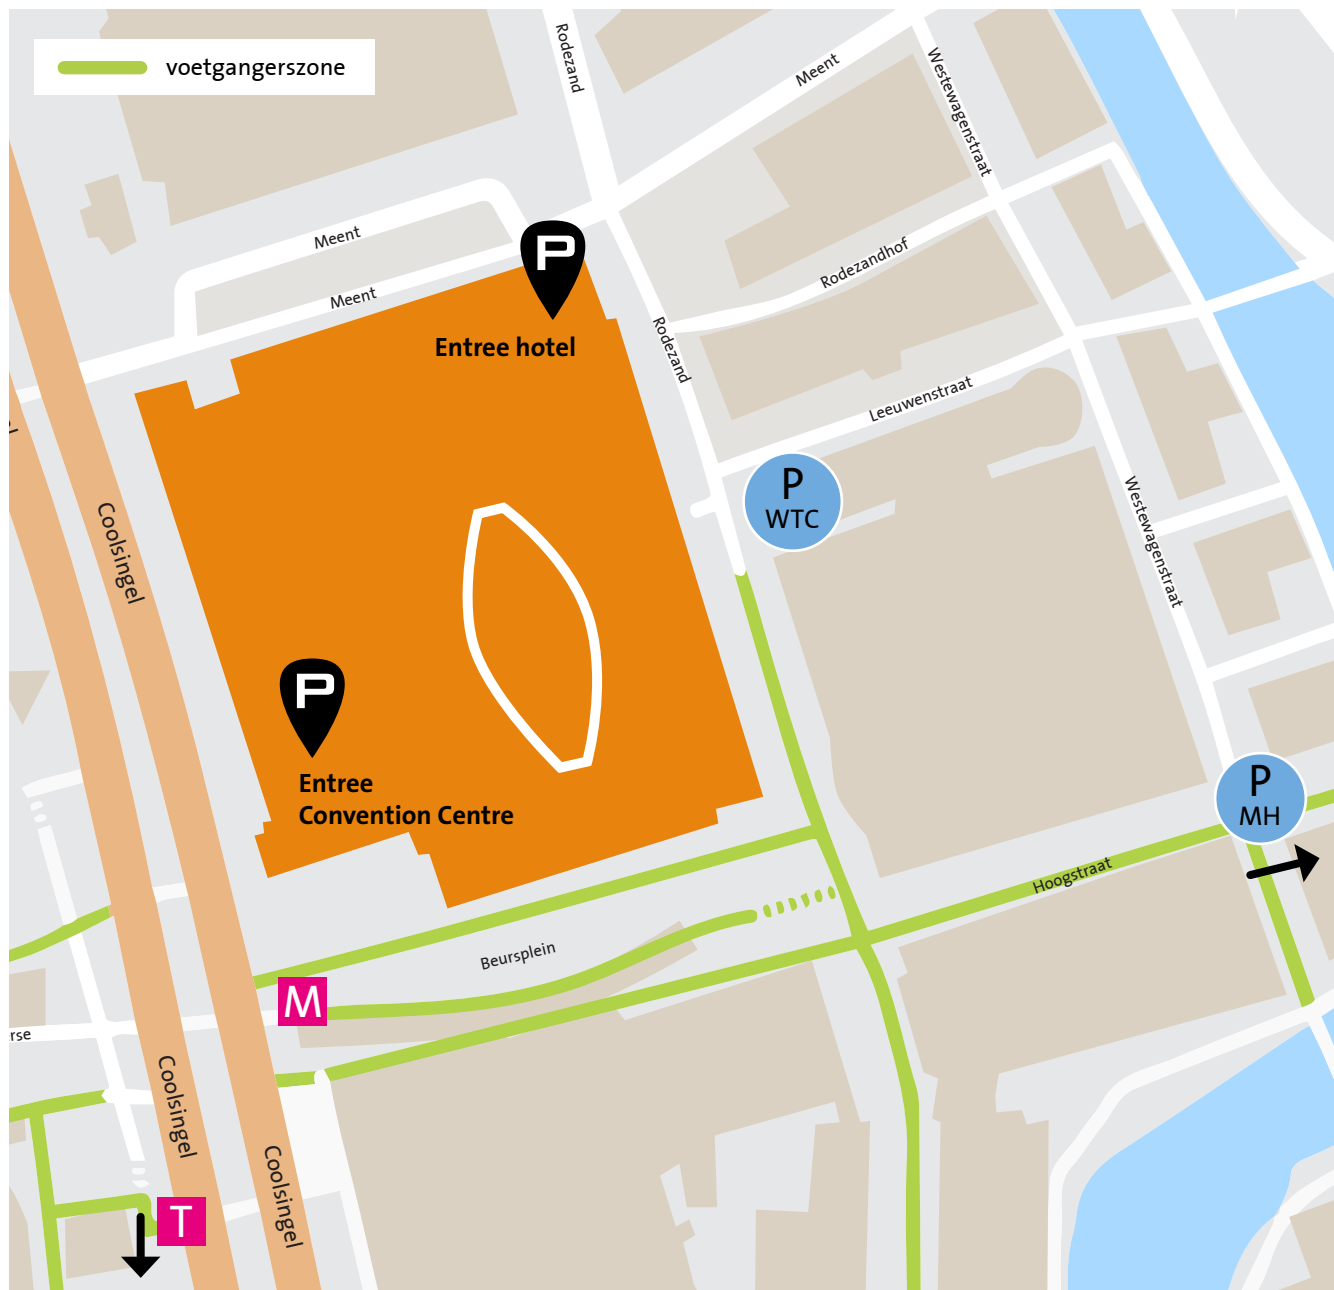 voetgangerszone
Rodezand
Meent
Westewagenstraat
Meent
Meent
Rodezandhof
P
Entree hotel
Rodezand
Leeuwenstraat
P
WTC
Coolsingel
Westewagenstraat
P
Entree
Convention Centre
P
MH
Hoogstraat
Beursplein
M
rse
Coolsingel
Coolsingel
T